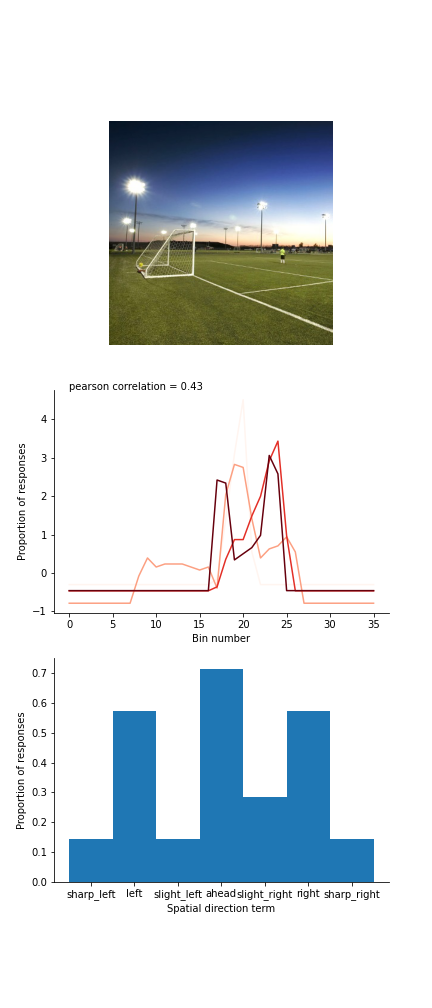 pearson correlation = 0.43
Proportion of responses
4
3
2
1
0
−1
0 5 10 15 20 25 30 35
Bin number
Proportion of responses
0.7
0.6
0.5
0.4
0.3
0.2
0.1
0.0
sharp_left left slight_left ahead slight_right right sharp_right
Spatial direction term